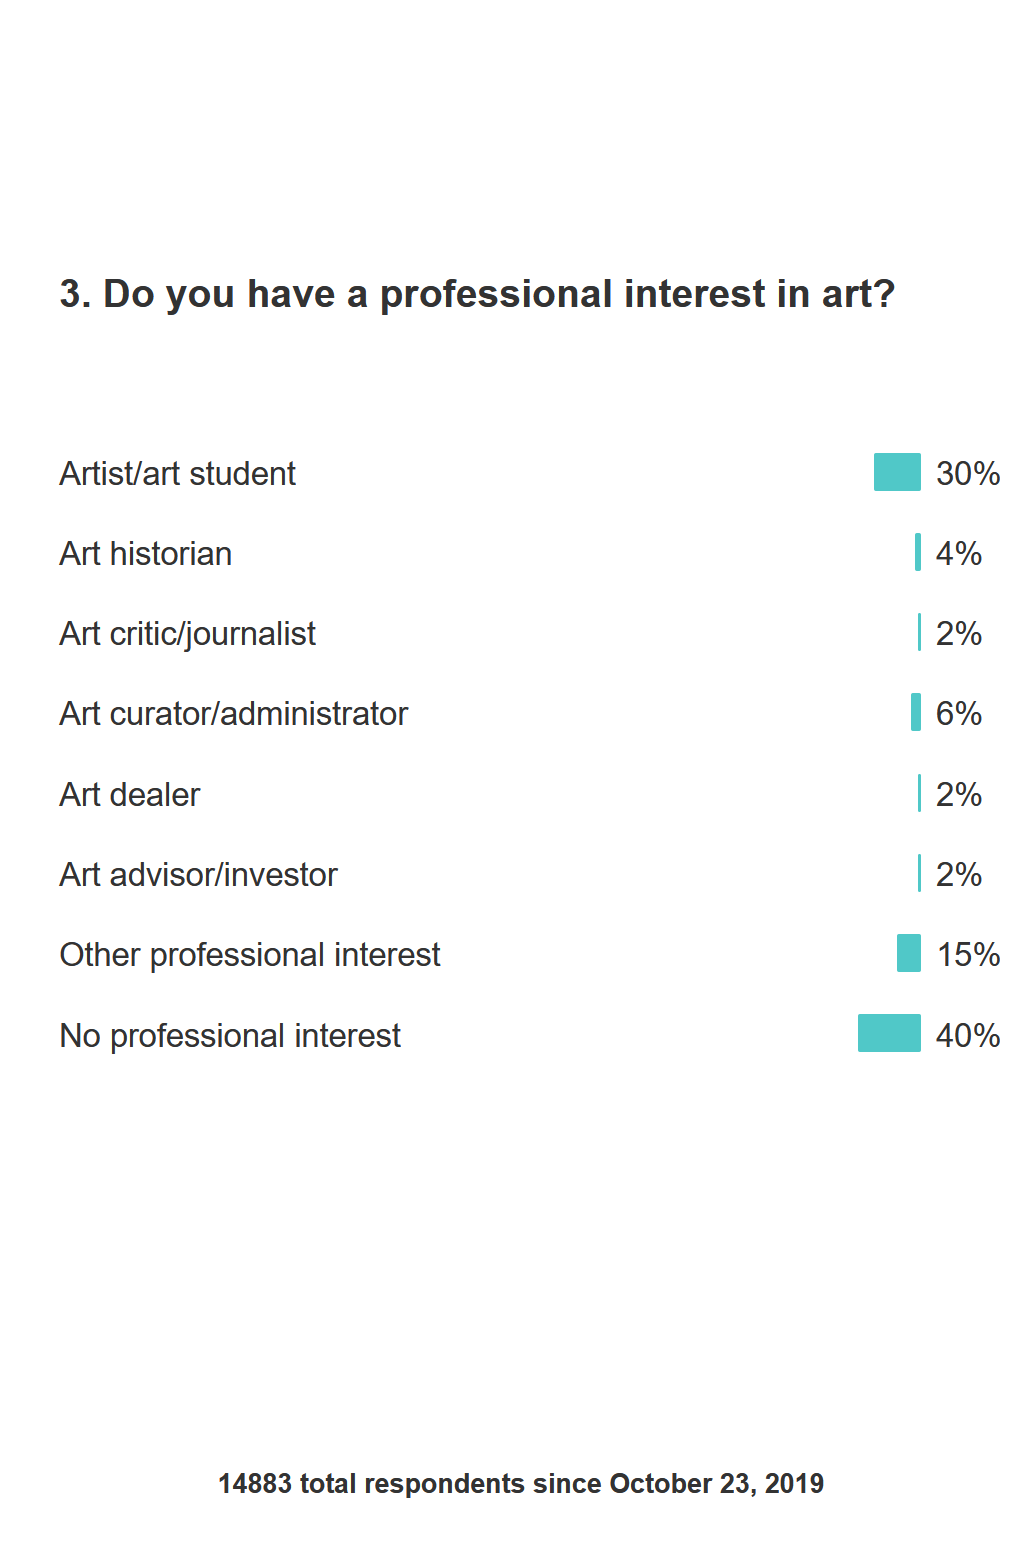 3. Do you have a professional interest in art?
Artist/art student 30%
Art historian 4%
Art critic/journalist 2%
Art curator/administrator 6%
Art dealer 2%
Art advisor/investor 2%
Other professional interest 15%
No professional interest 40%
14883 total respondents since October 23, 2019